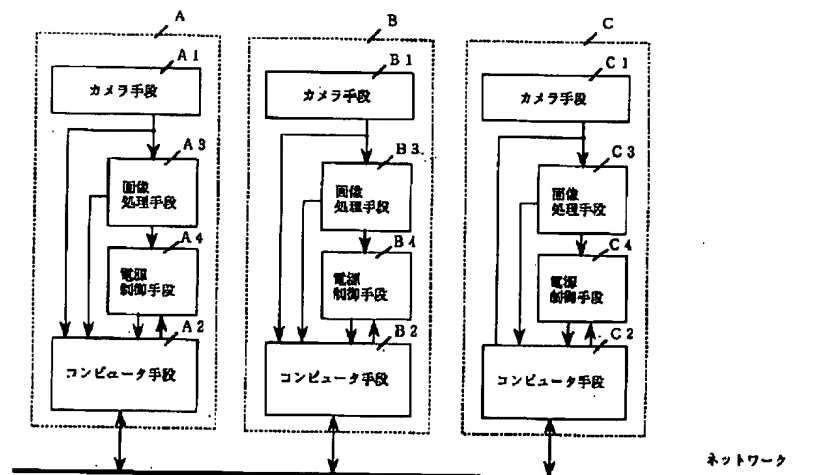 A
A1
カメラ手段
A3
画像
処理手段
A4
電源
制御手段
A2
コンピュータ手段
B
B1
カメラ手段
B3
画像
処理手段
B4
電源
制御手段
B2
コンピュータ手段
C
C1
カメラ手段
C3
画像
処理手段
C4
電源
制御手段
C2
コンピュータ手段
ネットワーク